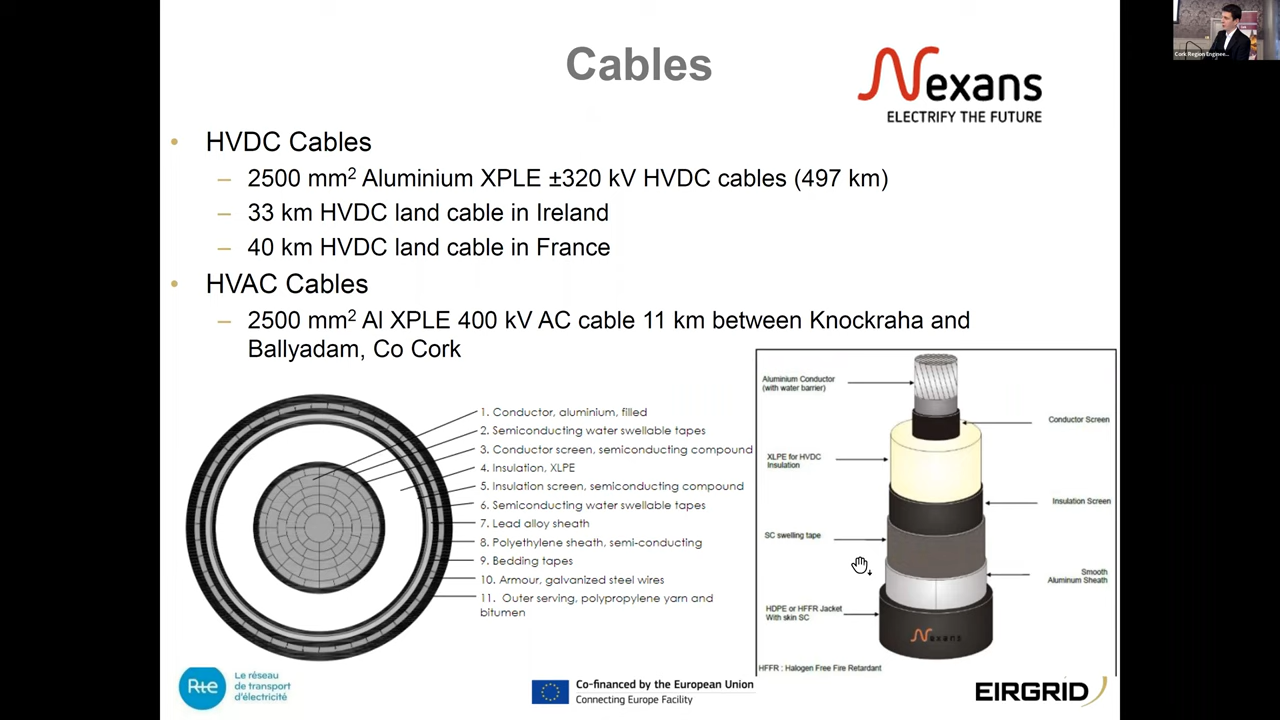 Cables
Nexans
ELECTRIFY THE FUTURE
Cork Region Enginee...
• HVDC Cables
– 2500 mm² Aluminium XPLE ±320 kV HVDC cables (497 km)
– 33 km HVDC land cable in Ireland
– 40 km HVDC land cable in France
• HVAC Cables
– 2500 mm² Al XPLE 400 kV AC cable 11 km between Knockraha and
Ballyadam, Co Cork
1. Conductor, aluminium, filled
2. Semiconducting water swellable tapes
3. Conductor screen, semiconducting compound
4. Insulation, XLPE
5. Insulation screen, semiconducting compound
6. Semiconducting water swellable tapes
7. Lead alloy sheath
8. Polyethylene sheath, semi-conducting
9. Bedding tapes
10. Armour, galvanized steel wires
11. Outer serving, polypropylene yarn and
bitumen
Aluminium Conductor
(with water barrier)
Conductor Screen
XLPE for HVDC
Insulation
Insulation Screen
SC swelling tape
Smooth
Aluminum Sheath
HDPE or HFFR Jacket
With skin SC
Nexans
HFFR : Halogen Free Fire Retardant
Rte
Le réseau
de transport
d'électricité
Co-financed by the European Union
Connecting Europe Facility
EIRGRID